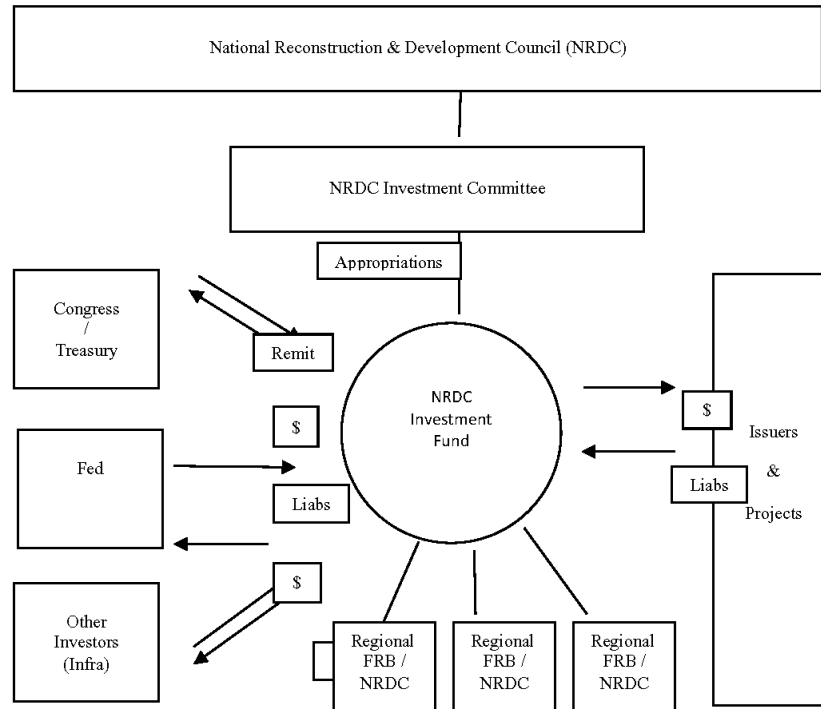 National Reconstruction & Development Council (NRDC)
NRDC Investment Committee
Appropriations
Congress
/
Treasury
Remit
NRDC
Investment
Fund
$
Fed
Liabs
$
Other
Investors
(Infra)
$
Liabs
Issuers
&
Projects
Regional
FRB /
NRDC
Regional
FRB /
NRDC
Regional
FRB /
NRDC